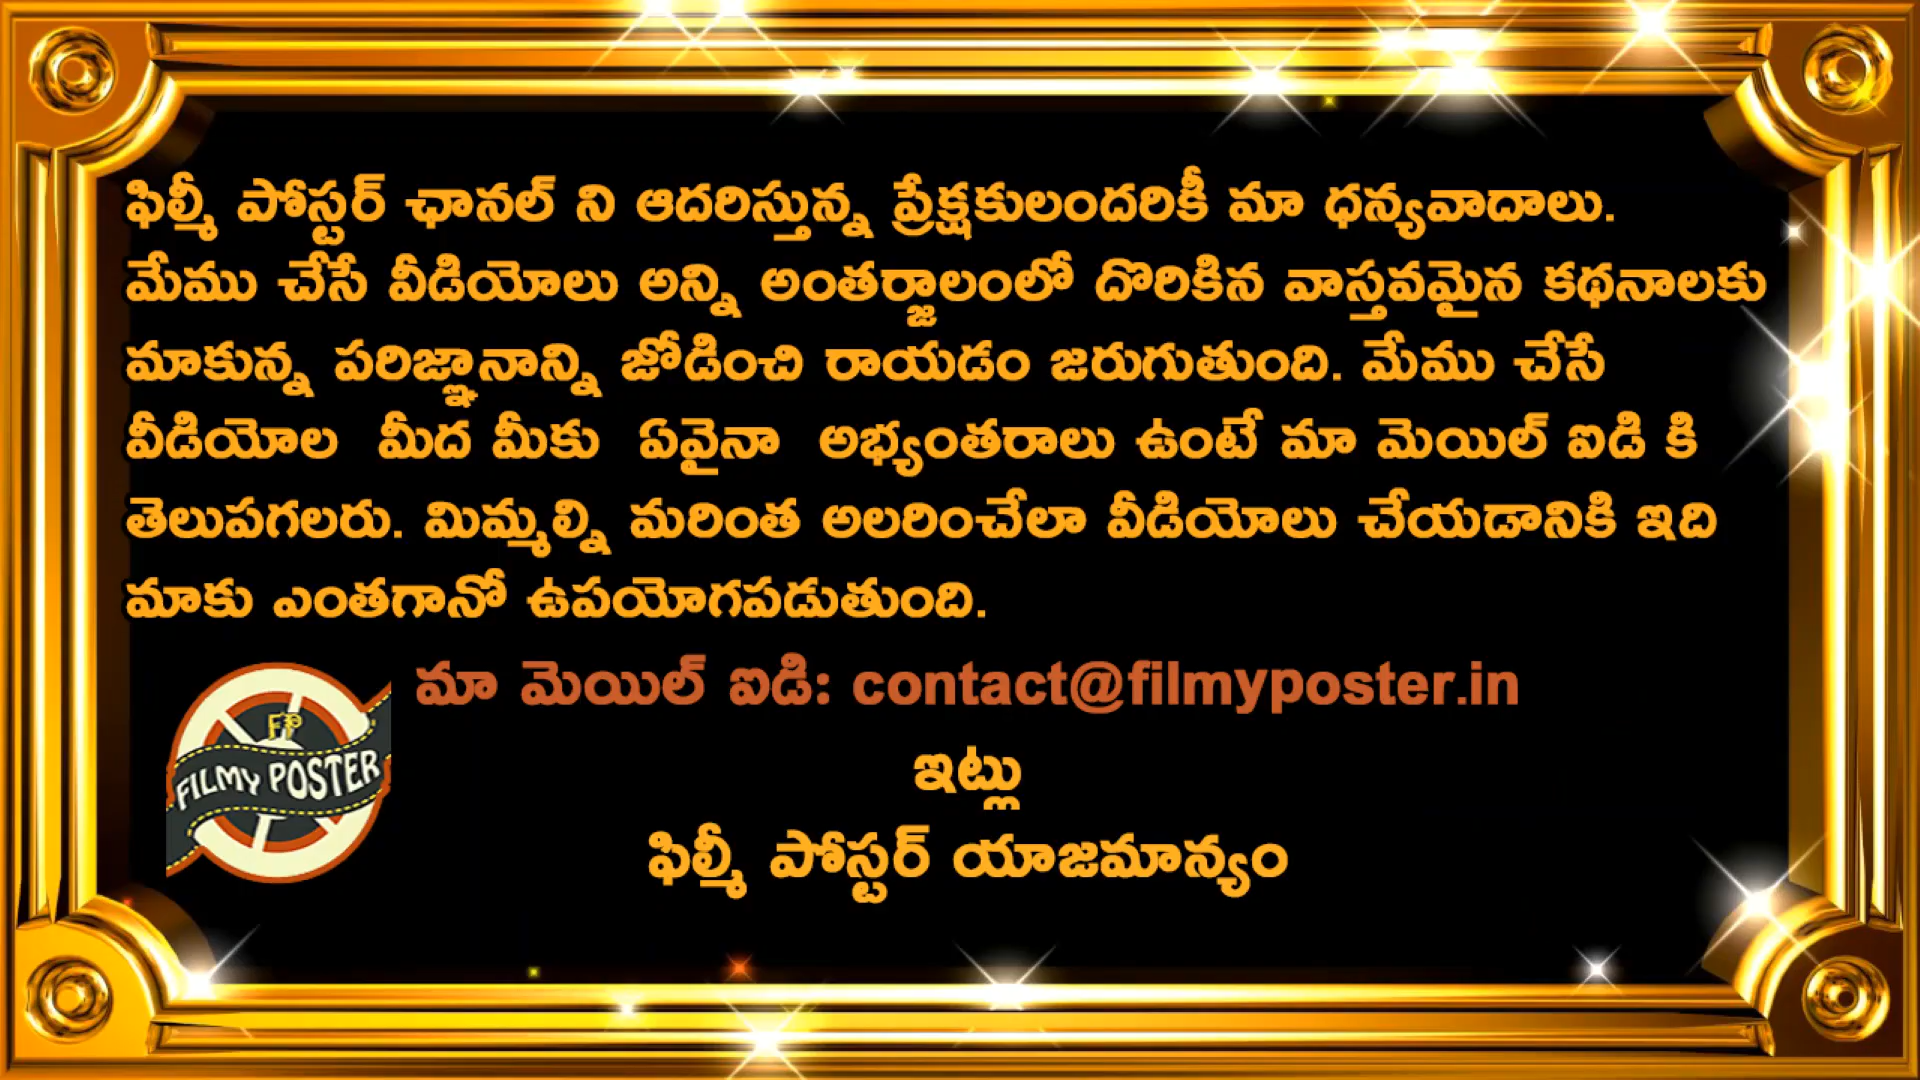 ఫిల్మీ పోస్టర్ ఛానల్ ని ఆదరిస్తున్న ప్రేక్షకులందరికీ మా ధన్యవాదాలు.
మేము చేసే వీడియోలు అన్ని అంతర్జాలంలో దొరికిన వాస్తవమైన కథనాలకు
మాకున్న పరిజ్ఞానాన్ని జోడించి రాయడం జరుగుతుంది. మేము చేసే
వీడియోల మీద మీకు ఏవైనా అభ్యంతరాలు ఉంటే మా మెయిల్ ఐడి కి
తెలుపగలరు. మిమ్మల్ని మరింత అలరించేలా వీడియోలు చేయడానికి ఇది
మాకు ఎంతగానో ఉపయోగపడుతుంది.
మా మెయిల్ ఐడి: contact@filmyposter.in
FP
FILMY POSTER
ఇట్లు
ఫిల్మీ పోస్టర్ యాజమాన్యం